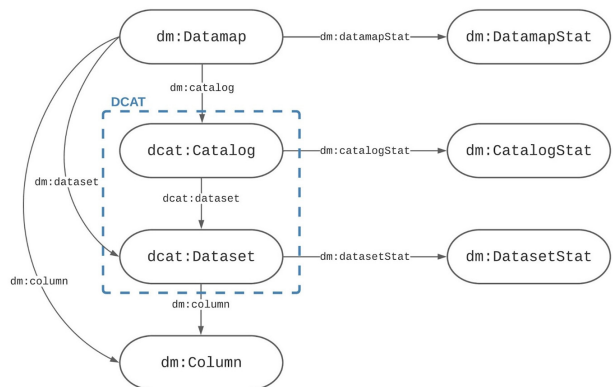 dm:Datamap
dm:datamapStat
dm:DatamapStat
dm:catalog
DCAT
dcat:Catalog
dm:catalogStat
dm:CatalogStat
dm:dataset
dcat:dataset
dcat:Dataset
dm:datasetStat
dm:DatasetStat
dm:column
dm:column
dm:Column